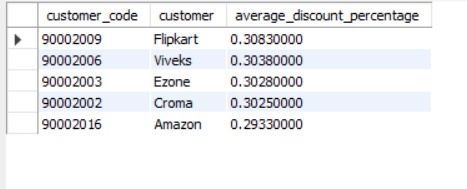 customer_code customer average_discount_percentage
90002009 Flipkart 0.30830000
90002006 Viveks 0.30380000
90002003 Ezone 0.30280000
90002002 Croma 0.30250000
90002016 Amazon 0.29330000